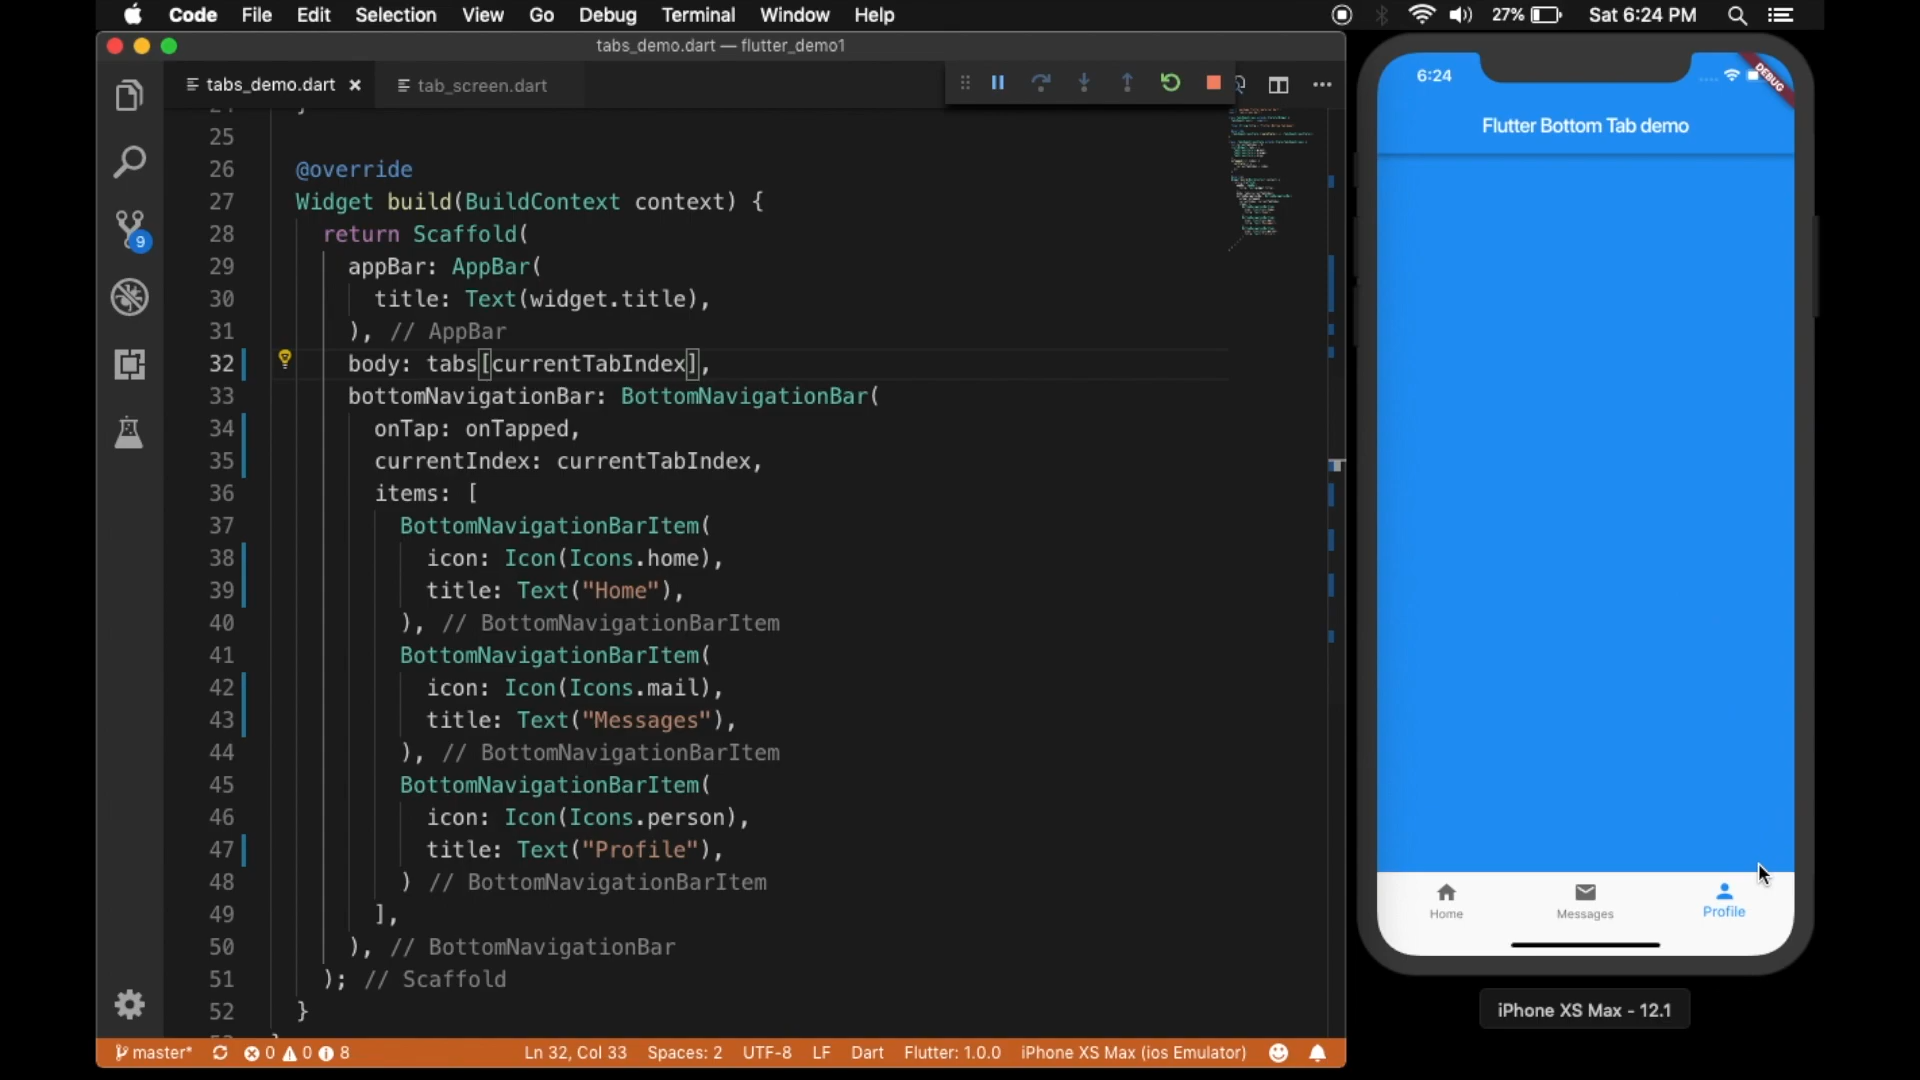 Code File Edit Selection View Go Debug Terminal Window Help 27% Sat 6:24 PM
tabs_demo.dart — flutter_demo1
tabs_demo.dart tab_screen.dart
25
26 @override
27 Widget build(BuildContext context) {
28 return Scaffold(
29 appBar: AppBar(
30 title: Text(widget.title),
31 ), // AppBar
32 body: tabs[currentTabIndex],
33 bottomNavigationBar: BottomNavigationBar(
34 onTap: onTapped,
35 currentIndex: currentTabIndex,
36 items: [
37 BottomNavigationBarItem(
38 icon: Icon(Icons.home),
39 title: Text("Home"),
40 ), // BottomNavigationBarItem
41 BottomNavigationBarItem(
42 icon: Icon(Icons.mail),
43 title: Text("Messages"),
44 ), // BottomNavigationBarItem
45 BottomNavigationBarItem(
46 icon: Icon(Icons.person),
47 title: Text("Profile"),
48 ) // BottomNavigationBarItem
49 ],
50 ), // BottomNavigationBar
51 ); // Scaffold
52 }
9
master* 0 0 8 Ln 32, Col 33 Spaces: 2 UTF-8 LF Dart Flutter: 1.0.0 iPhone XS Max (ios Emulator)
6:24
DEBUG
Flutter Bottom Tab demo
Home Messages Profile
iPhone XS Max - 12.1